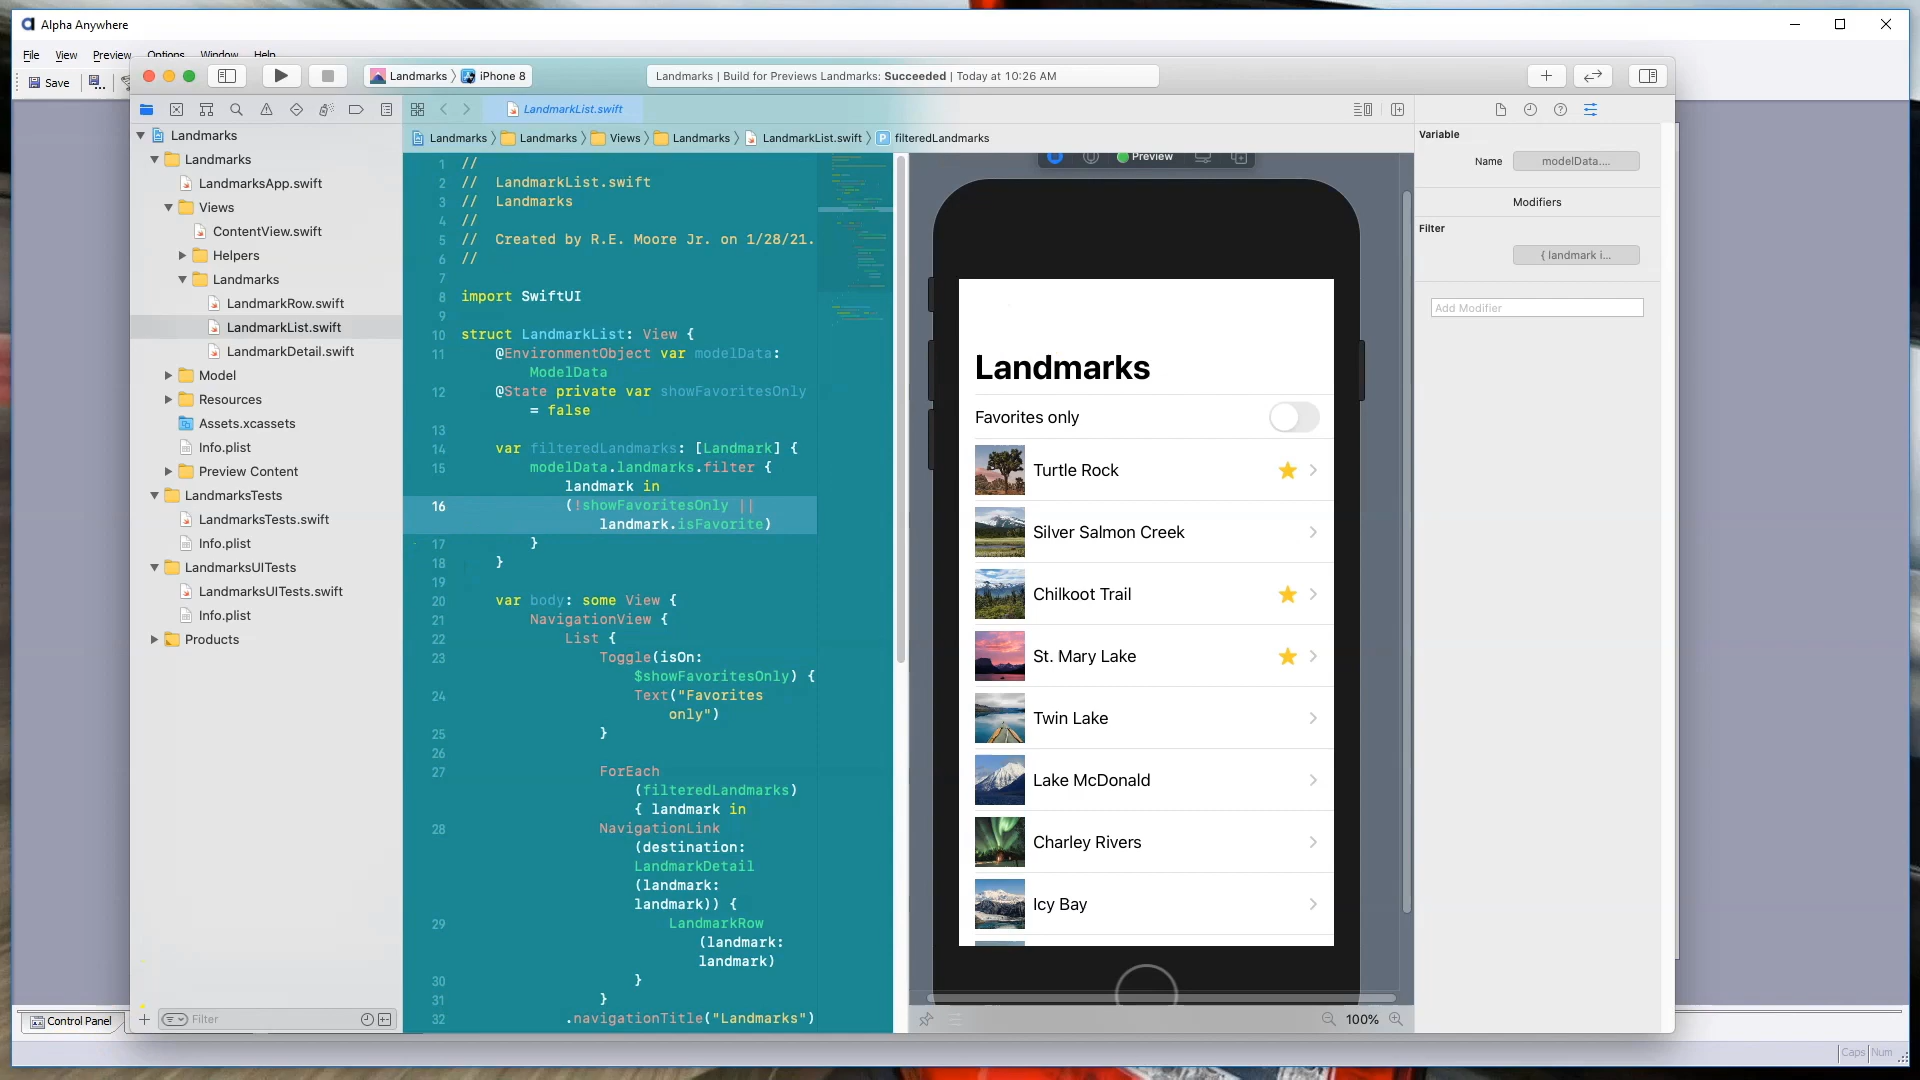 Alpha Anywhere
File View Preview Options Window Help
Save
Landmarks iPhone 8
Landmarks | Build for Previews Landmarks: Succeeded | Today at 10:26 AM
LandmarkList.swift
Landmarks Landmarks Views Landmarks LandmarkList.swift P filteredLandmarks
Landmarks
Landmarks
LandmarksApp.swift
Views
ContentView.swift
Helpers
Landmarks
LandmarkRow.swift
LandmarkList.swift
LandmarkDetail.swift
Model
Resources
Assets.xcassets
Info.plist
Preview Content
LandmarksTests
LandmarksTests.swift
Info.plist
LandmarksUITests
LandmarksUITests.swift
Info.plist
Products
Filter
1 //
2 // LandmarkList.swift
3 // Landmarks
4 //
5 // Created by R.E. Moore Jr. on 1/28/21.
6 //
7
8 import SwiftUI
9
10 struct LandmarkList: View {
11 @EnvironmentObject var modelData:
ModelData
12 @State private var showFavoritesOnly
= false
13
14 var filteredLandmarks: [Landmark] {
15 modelData.landmarks.filter {
landmark in
16 (!showFavoritesOnly ||
landmark.isFavorite)
17 }
18 }
19
20 var body: some View {
21 NavigationView {
22 List {
23 Toggle(isOn:
$showFavoritesOnly) {
24 Text("Favorites
only")
25 }
26
27 ForEach
(filteredLandmarks)
{ landmark in
28 NavigationLink
(destination:
LandmarkDetail
(landmark:
landmark)) {
29 LandmarkRow
(landmark:
landmark)
30 }
31 }
32 .navigationTitle("Landmarks")
Preview
Landmarks
Favorites only
Turtle Rock
Silver Salmon Creek
Chilkoot Trail
St. Mary Lake
Twin Lake
Lake McDonald
Charley Rivers
Icy Bay
100%
Variable
Name modelData....
Modifiers
Filter
{ landmark i...
Add Modifier
Control Panel
Caps Num